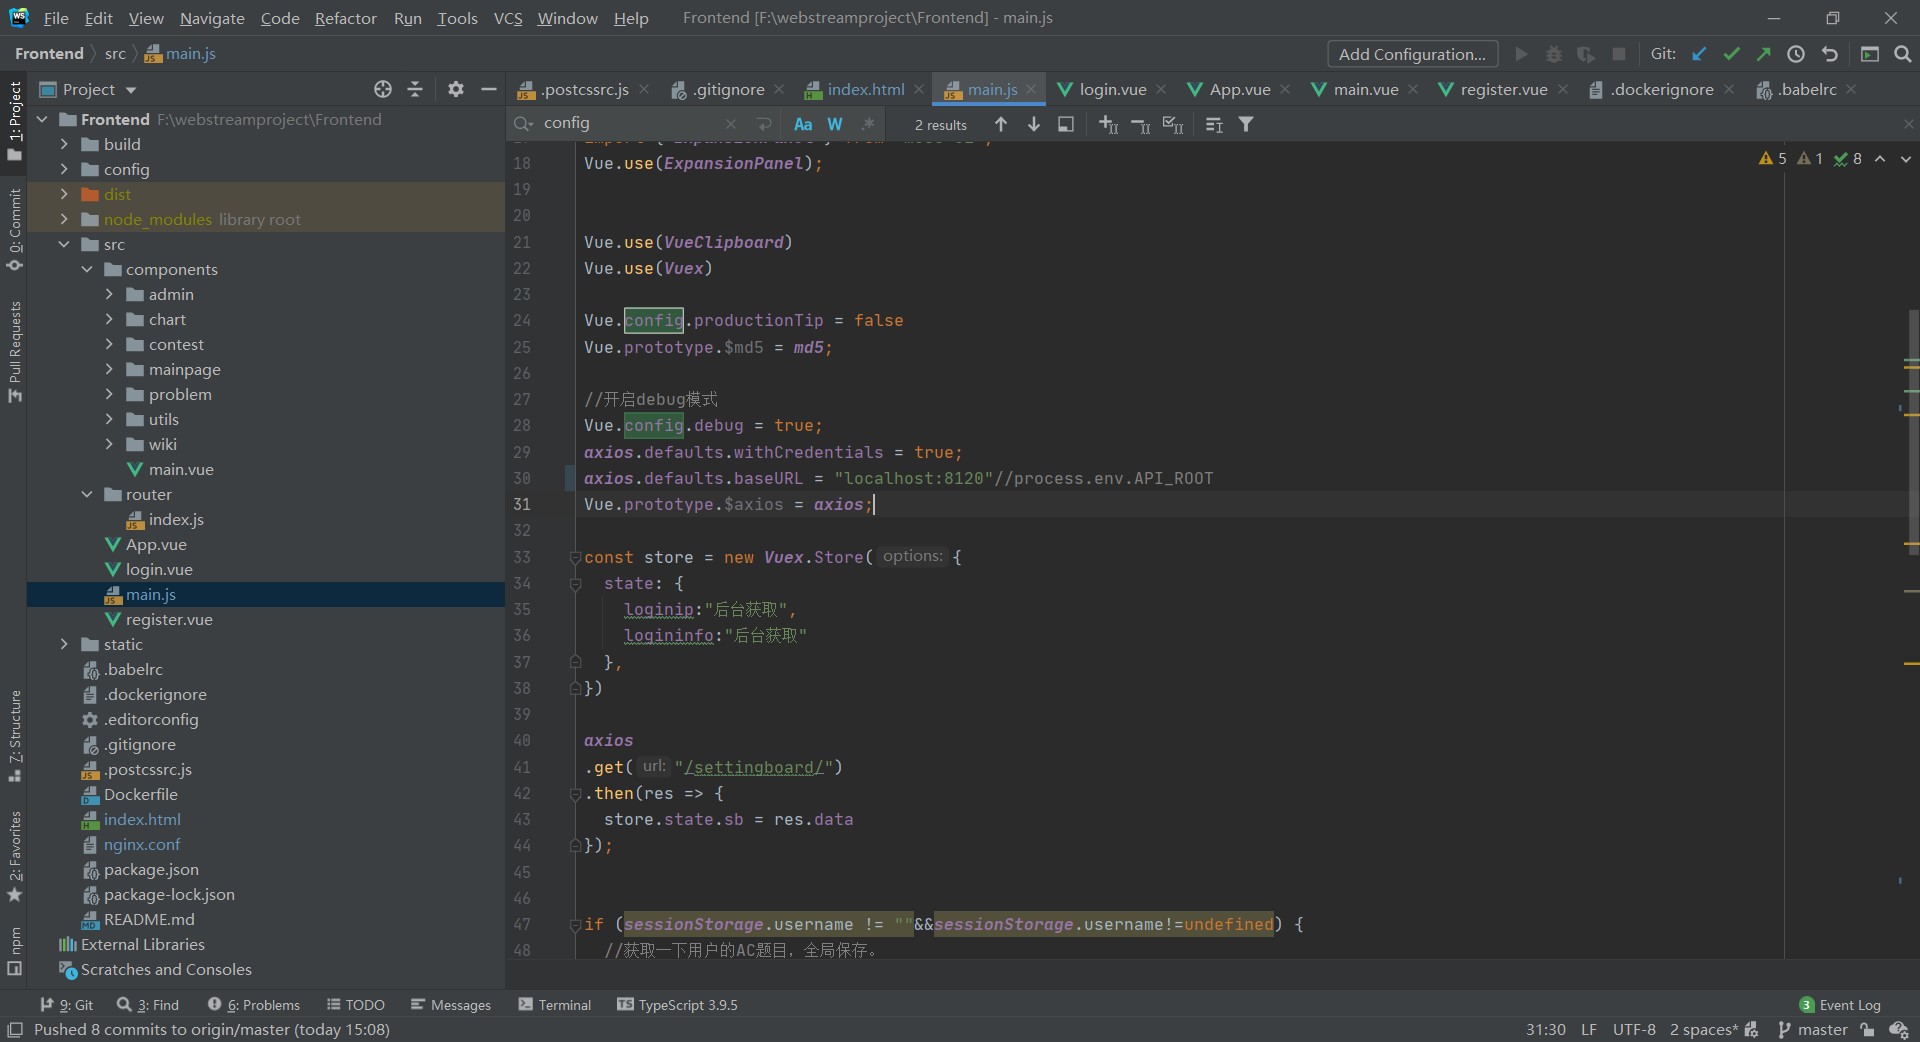 File Edit View Navigate Code Refactor Run Tools VCS Window Help Frontend [F:\webstreamproject\Frontend] - main.js
Frontend src main.js Add Configuration... Git:
1: Project
0: Commit
Pull Requests
7: Structure
2: Favorites
npm
Project
Frontend F:\webstreamproject\Frontend
build
config
dist
node_modules library root
src
components
admin
chart
contest
mainpage
problem
utils
wiki
main.vue
router
index.js
App.vue
login.vue
main.js
register.vue
static
.babelrc
.dockerignore
.editorconfig
.gitignore
.postcssrc.js
Dockerfile
index.html
nginx.conf
package.json
package-lock.json
README.md
External Libraries
Scratches and Consoles
.postcssrc.js .gitignore index.html main.js login.vue App.vue main.vue register.vue .dockerignore .babelrc
config Aa W .* 2 results
5 1 8
18 Vue.use(ExpansionPanel);
19
20
21 Vue.use(VueClipboard)
22 Vue.use(Vuex)
23
24 Vue.config.productionTip = false
25 Vue.prototype.$md5 = md5;
26
27 //开启debug模式
28 Vue.config.debug = true;
29 axios.defaults.withCredentials = true;
30 axios.defaults.baseURL = "localhost:8120"//process.env.API_ROOT
31 Vue.prototype.$axios = axios;
32
33 const store = new Vuex.Store( options: {
34 state: {
35 loginip:"后台获取",
36 logininfo:"后台获取"
37 },
38 })
39
40 axios
41 .get( url: "/settingboard/")
42 .then(res => {
43 store.state.sb = res.data
44 });
45
46
47 if (sessionStorage.username != ""&&sessionStorage.username!=undefined) {
48 //获取一下用户的AC题目，全局保存。
9: Git 3: Find 6: Problems TODO Messages Terminal TypeScript 3.9.5 3 Event Log
Pushed 8 commits to origin/master (today 15:08) 31:30 LF UTF-8 2 spaces* master